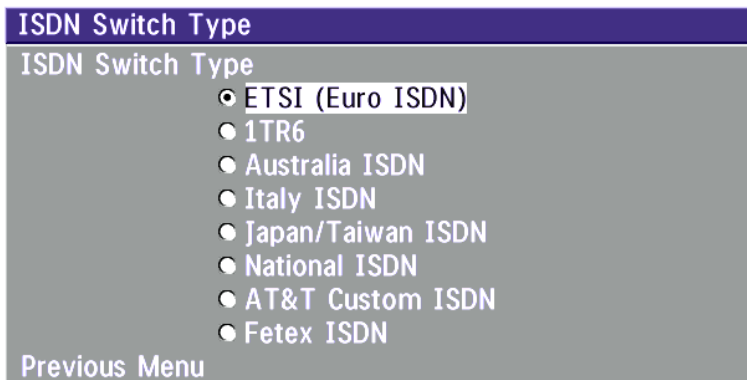 ISDN Switch Type
ISDN Switch Type
ETSI (Euro ISDN)
1TR6
Australia ISDN
Italy ISDN
Japan/Taiwan ISDN
National ISDN
AT&T Custom ISDN
Fetex ISDN
Previous Menu